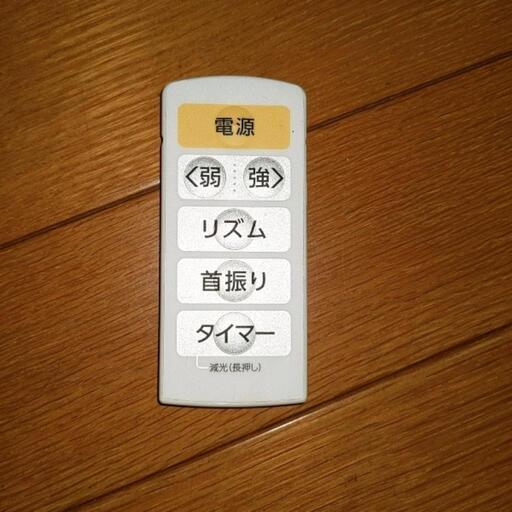 電源
<弱 強>
リズム
首振り
タイマー
減光(長押し)